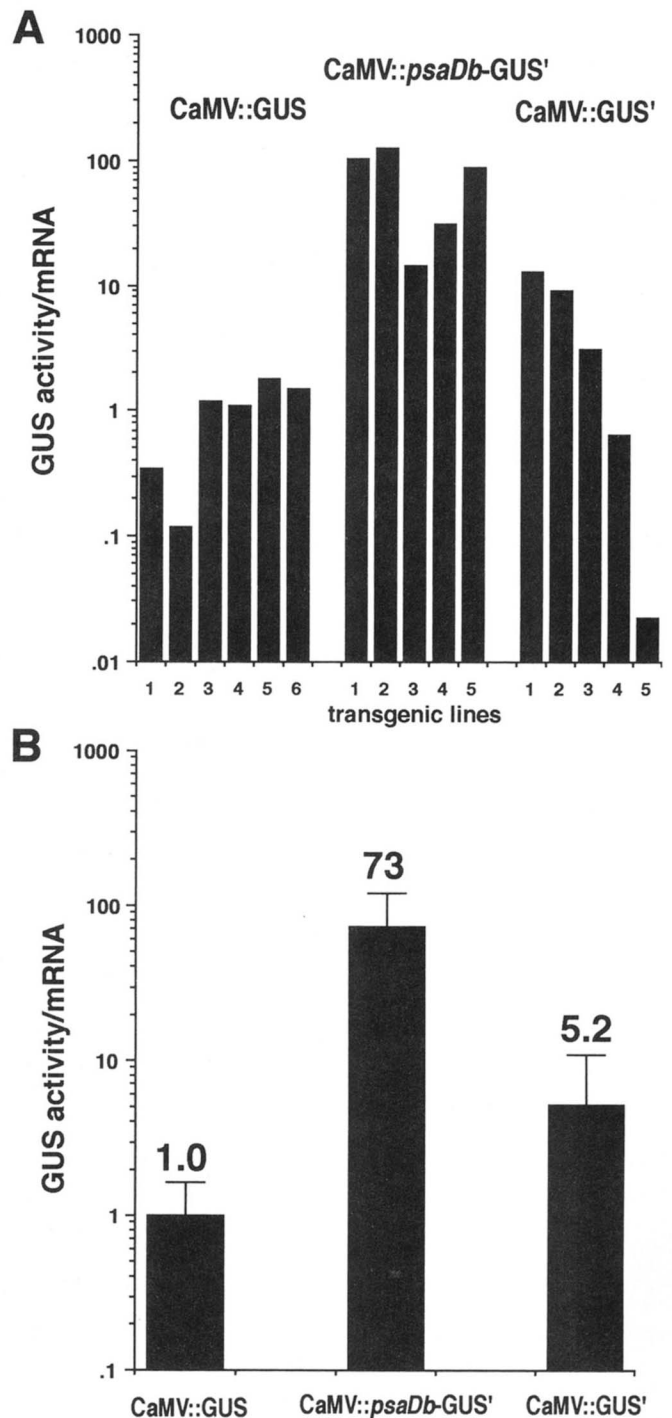 A
1000
100
10
1
.1
.01
GUS activity/mRNA
CaMV::GUS
CaMV::psaDb-GUS'
CaMV::GUS'
1 2 3 4 5 6 1 2 3 4 5 1 2 3 4 5
transgenic lines
B
1000
100
10
1
.1
GUS activity/mRNA
1.0
73
5.2
CaMV::GUS CaMV::psaDb-GUS' CaMV::GUS'